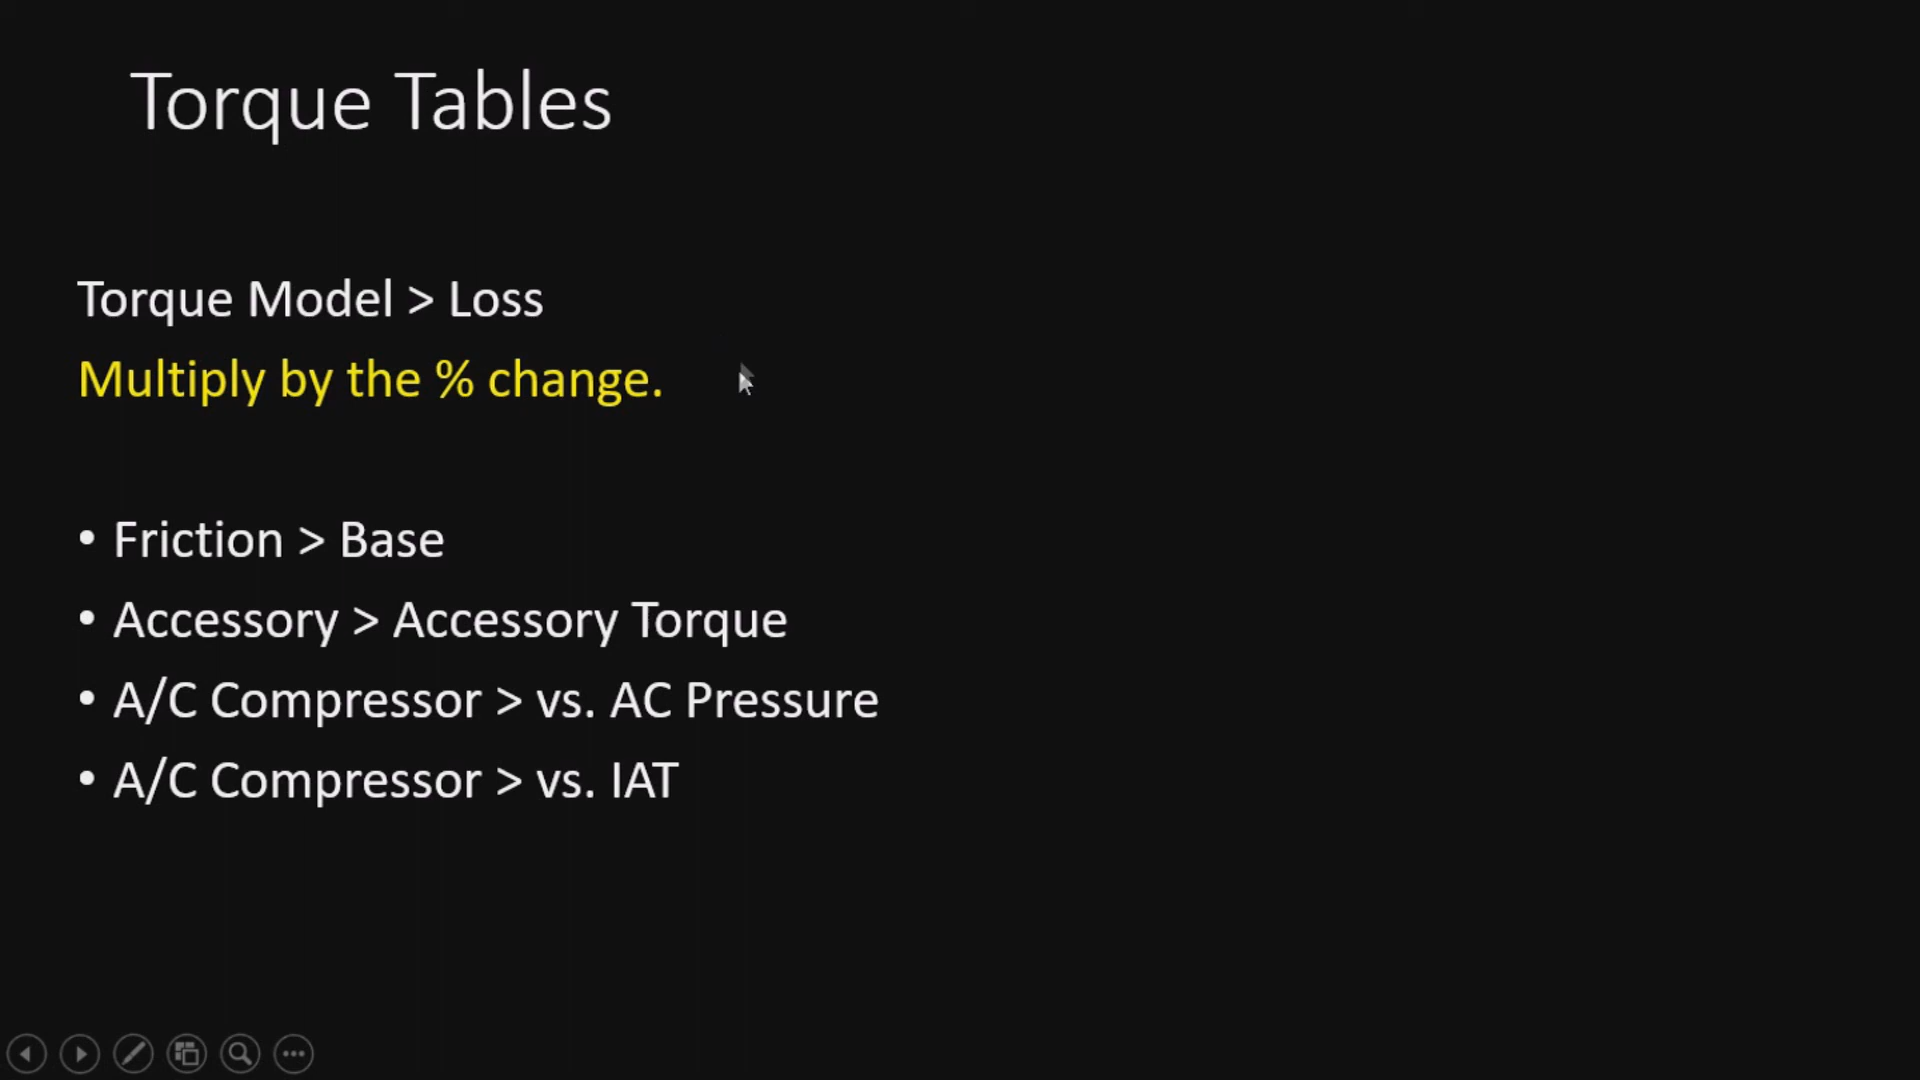 Torque Tables
Torque Model > Loss
Multiply by the % change.
• Friction > Base
• Accessory > Accessory Torque
• A/C Compressor > vs. AC Pressure
• A/C Compressor > vs. IAT